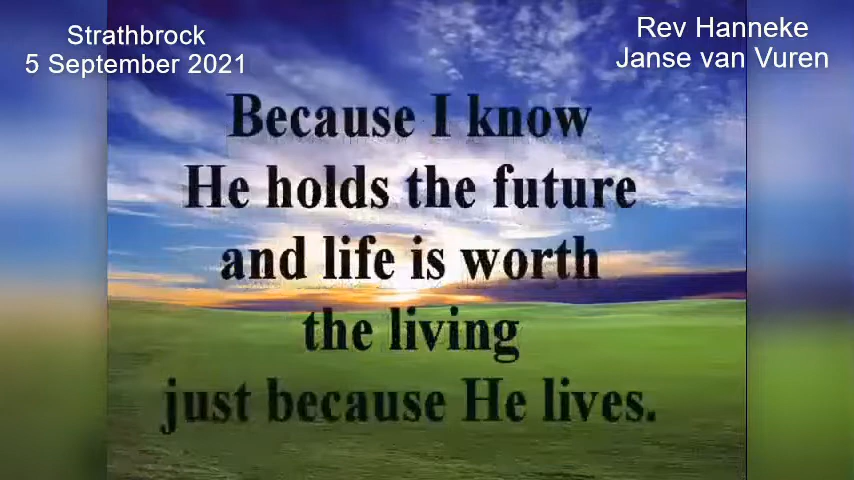 Strathbrock
5 September 2021
Rev Hanneke
Janse van Vuren
Because I know
He holds the future
and life is worth
the living
just because He lives.